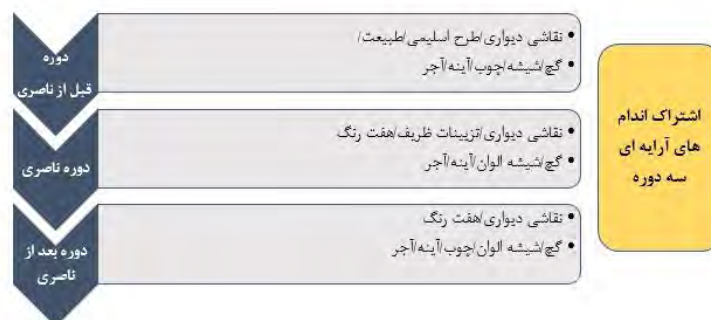 دوره
قبل از ناصری
نقاشی دیواری/طرح اسلیمی/طبیعت/
گچ/شیشه/چوب/آینه/آجر
دوره ناصری
نقاشی دیواری/تزیینات ظریف/هفت رنگ
گچ/شیشه الوان/آینه/آجر
دوره بعد از
ناصری
نقاشی دیواری/هفت رنگ
گچ/شیشه الوان/چوب/آینه/آجر
اشتراک اندام
های آرایه ای
سه دوره